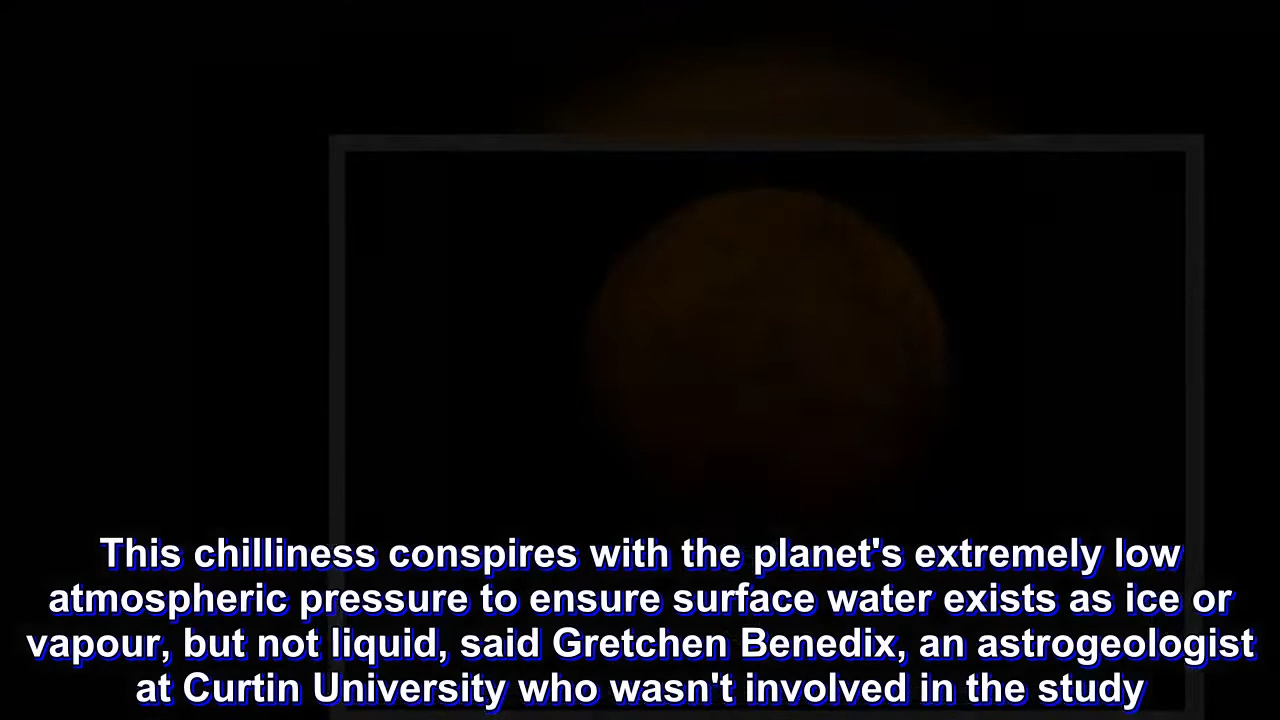 This chilliness conspires with the planet's extremely low
atmospheric pressure to ensure surface water exists as ice or
vapour, but not liquid, said Gretchen Benedix, an astrogeologist
at Curtin University who wasn't involved in the study